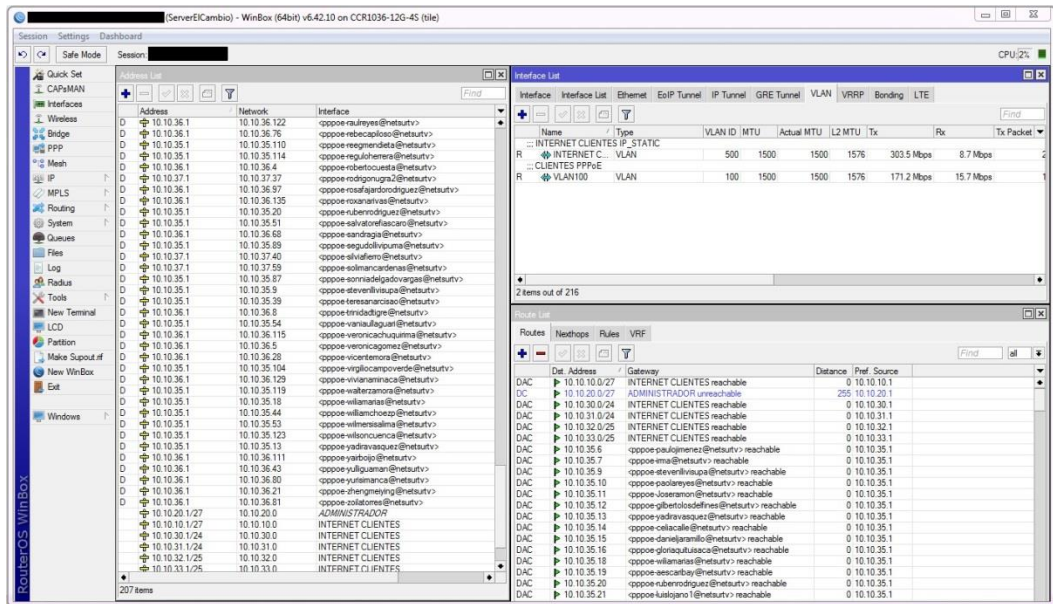 (ServerElCambio) - WinBox (64bit) v6.42.10 on CCR1036-12G-4S (tile)
Session Settings Dashboard
Safe Mode Session: CPU: 2%
Quick Set
CAPsMAN
Interfaces
Wireless
Bridge
PPP
Mesh
IP
MPLS
Routing
System
Queues
Files
Log
Radius
Tools
New Terminal
LCD
Partition
Make Supout.rif
New WinBox
Exit
Windows
RouterOS WinBox
Address List
Find
Address Network Interface
D 10.10.36.1 10.10.36.122 <pppoe-raulreyes@netsurtv>
D 10.10.36.1 10.10.36.76 <pppoe-rebecapiloso@netsurtv>
D 10.10.35.1 10.10.35.110 <pppoe-reegmendieta@netsurtv>
D 10.10.35.1 10.10.35.114 <pppoe-reguloherrera@netsurtv>
D 10.10.36.1 10.10.36.4 <pppoe-robertocuesta@netsurtv>
D 10.10.37.1 10.10.37.37 <pppoe-rodrigonugra2@netsurtv>
D 10.10.36.1 10.10.36.97 <pppoe-rosafajardorodriguez@netsurtv>
D 10.10.36.1 10.10.36.135 <pppoe-roxanarivas@netsurtv>
D 10.10.35.1 10.10.35.20 <pppoe-rubenrodriguez@netsurtv>
D 10.10.35.1 10.10.35.51 <pppoe-salvatorefiascaro@netsurtv>
D 10.10.36.1 10.10.36.68 <pppoe-sandragia@netsurtv>
D 10.10.35.1 10.10.35.89 <pppoe-segudollivipuma@netsurtv>
D 10.10.37.1 10.10.37.40 <pppoe-silviafierro@netsurtv>
D 10.10.37.1 10.10.37.59 <pppoe-solimancardenas@netsurtv>
D 10.10.35.1 10.10.35.87 <pppoe-sonniadelgadovargas@netsurtv>
D 10.10.35.1 10.10.35.9 <pppoe-stevenllivisupa@netsurtv>
D 10.10.35.1 10.10.35.39 <pppoe-teresanarcisao@netsurtv>
D 10.10.36.1 10.10.36.8 <pppoe-trinidadtigre@netsurtv>
D 10.10.35.1 10.10.35.54 <pppoe-vaniaullaguari@netsurtv>
D 10.10.36.1 10.10.36.115 <pppoe-veronicachuquirima@netsurtv>
D 10.10.36.1 10.10.36.5 <pppoe-veronicagomez@netsurtv>
D 10.10.36.1 10.10.36.28 <pppoe-vicentemora@netsurtv>
D 10.10.35.1 10.10.35.104 <pppoe-virgiliocampoverde@netsurtv>
D 10.10.36.1 10.10.36.129 <pppoe-vivianaminaca@netsurtv>
D 10.10.35.1 10.10.35.119 <pppoe-walterzamora@netsurtv>
D 10.10.35.1 10.10.35.18 <pppoe-wiliamarias@netsurtv>
D 10.10.35.1 10.10.35.44 <pppoe-williamchoezp@netsurtv>
D 10.10.35.1 10.10.35.53 <pppoe-wilmersisalima@netsurtv>
D 10.10.35.1 10.10.35.123 <pppoe-wilsoncuenca@netsurtv>
D 10.10.35.1 10.10.35.13 <pppoe-yadiravasquez@netsurtv>
D 10.10.36.1 10.10.36.111 <pppoe-yairboijo@netsurtv>
D 10.10.36.1 10.10.36.43 <pppoe-yulliguaman@netsurtv>
D 10.10.36.1 10.10.36.80 <pppoe-yurisimanca@netsurtv>
D 10.10.36.1 10.10.36.21 <pppoe-zhengmeiying@netsurtv>
D 10.10.36.1 10.10.36.81 <pppoe-zoilatorres@netsurtv>
10.10.20.1/27 10.10.20.0 ADMINISTRADOR
10.10.10.1/27 10.10.10.0 INTERNET CLIENTES
10.10.30.1/24 10.10.30.0 INTERNET CLIENTES
10.10.31.1/24 10.10.31.0 INTERNET CLIENTES
10.10.32.1/25 10.10.32.0 INTERNET CLIENTES
10.10.33.1/25 10.10.33.0 INTERNET CLIENTES
207 items
Interface List
Interface Interface List Ethernet EoIP Tunnel IP Tunnel GRE Tunnel VLAN VRRP Bonding LTE
Find
Name Type VLAN ID MTU Actual MTU L2 MTU Tx Rx Tx Packet
;;; INTERNET CLIENTES IP_STATIC
R INTERNET C... VLAN 500 1500 1500 1576 303.5 Mbps 8.7 Mbps 2
;;; CLIENTES PPPoE
R VLAN100 VLAN 100 1500 1500 1576 171.2 Mbps 15.7 Mbps 1
2 items out of 216
Route List
Routes Nexthops Rules VRF
Find all
Dst. Address Gateway Distance Pref. Source
DAC 10.10.10.0/27 INTERNET CLIENTES reachable 0 10.10.10.1
DC 10.10.20.0/27 ADMINISTRADOR unreachable 255 10.10.20.1
DAC 10.10.30.0/24 INTERNET CLIENTES reachable 0 10.10.30.1
DAC 10.10.31.0/24 INTERNET CLIENTES reachable 0 10.10.31.1
DAC 10.10.32.0/25 INTERNET CLIENTES reachable 0 10.10.32.1
DAC 10.10.33.0/25 INTERNET CLIENTES reachable 0 10.10.33.1
DAC 10.10.35.6 <pppoe-paulojimenez@netsurtv> reachable 0 10.10.35.1
DAC 10.10.35.7 <pppoe-irma@netsurtv> reachable 0 10.10.35.1
DAC 10.10.35.9 <pppoe-stevenllivisupa@netsurtv> reachable 0 10.10.35.1
DAC 10.10.35.10 <pppoe-paolareyes@netsurtv> reachable 0 10.10.35.1
DAC 10.10.35.11 <pppoe-Joseramon@netsurtv> reachable 0 10.10.35.1
DAC 10.10.35.12 <pppoe-gilbertolosdelfines@netsurtv> reachable 0 10.10.35.1
DAC 10.10.35.13 <pppoe-yadiravasquez@netsurtv> reachable 0 10.10.35.1
DAC 10.10.35.14 <pppoe-celiacalle@netsurtv> reachable 0 10.10.35.1
DAC 10.10.35.15 <pppoe-danieljaramillo@netsurtv> reachable 0 10.10.35.1
DAC 10.10.35.16 <pppoe-gloriaquituisaca@netsurtv> reachable 0 10.10.35.1
DAC 10.10.35.18 <pppoe-wiliamarias@netsurtv> reachable 0 10.10.35.1
DAC 10.10.35.19 <pppoe-aescaribay@netsurtv> reachable 0 10.10.35.1
DAC 10.10.35.20 <pppoe-rubenrodriguez@netsurtv> reachable 0 10.10.35.1
DAC 10.10.35.21 <pppoe-luislojano1@netsurtv> reachable 0 10.10.35.1